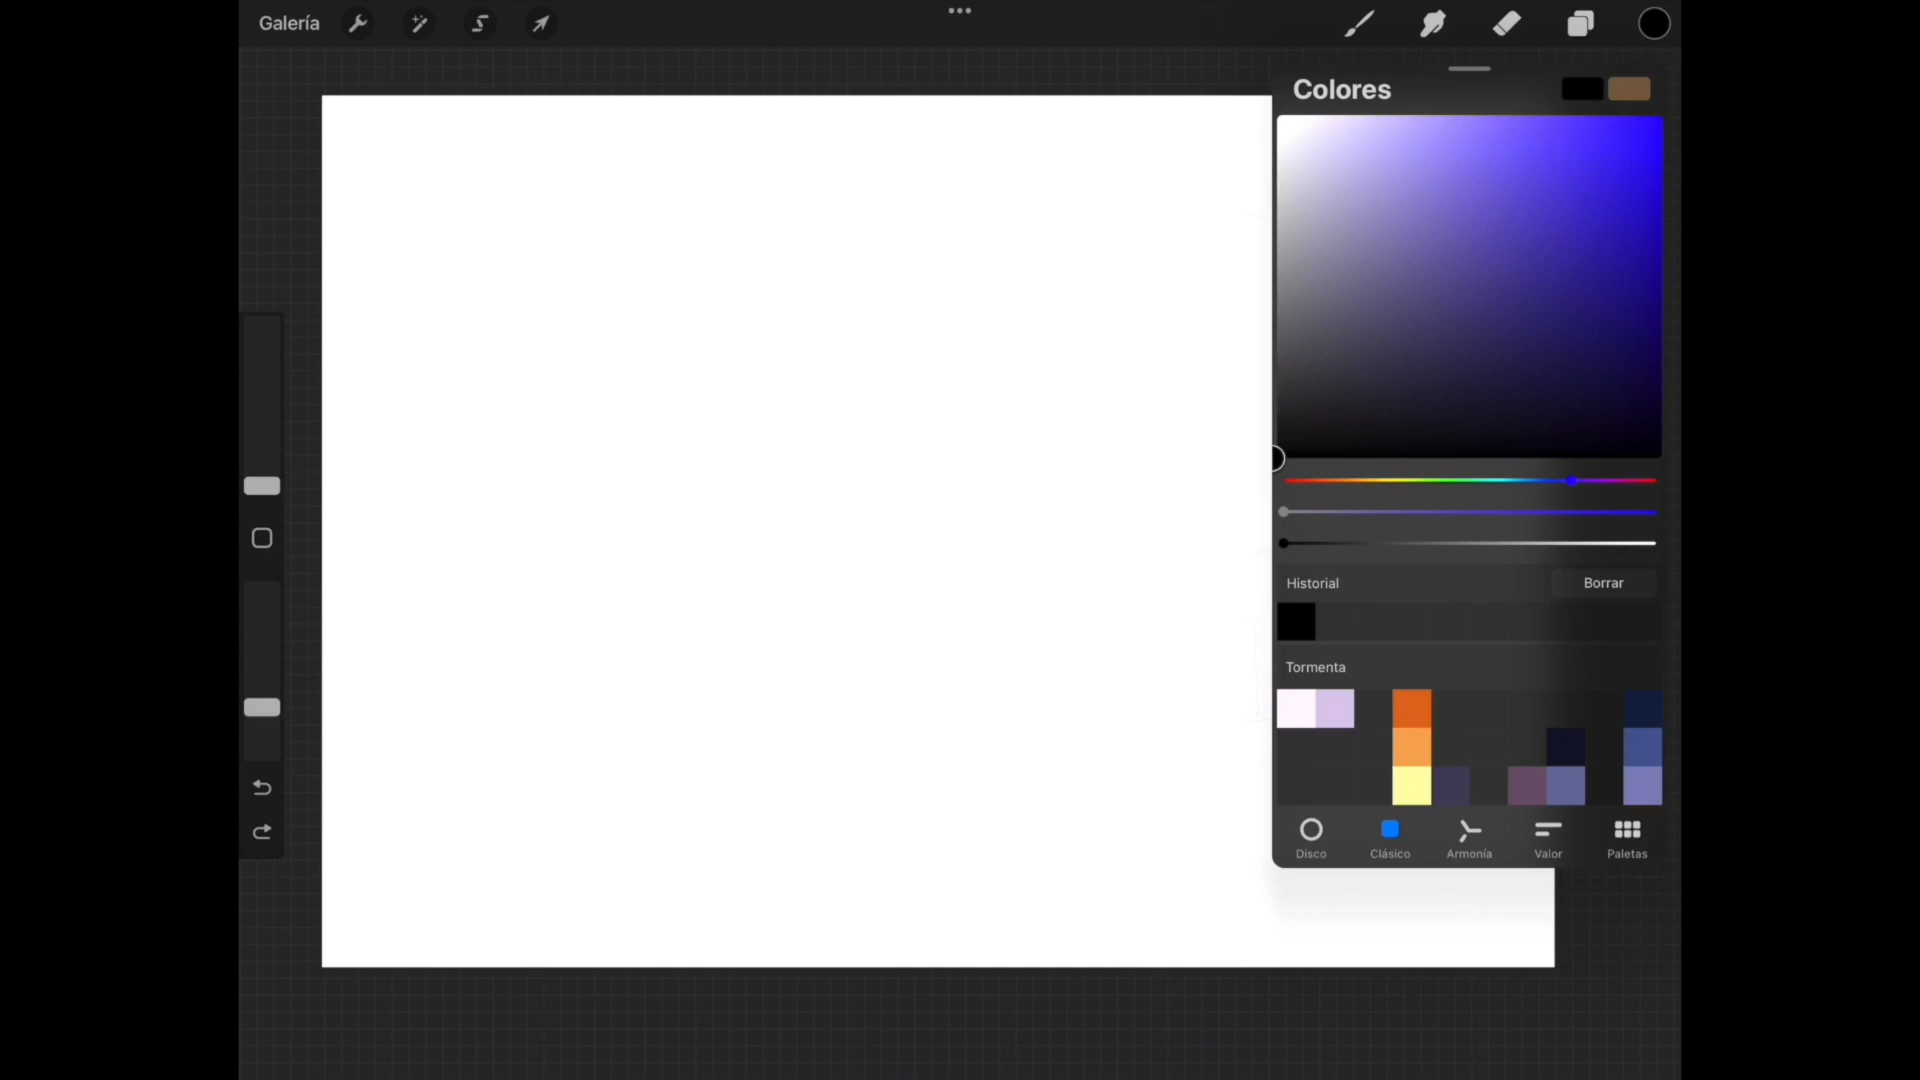 Galería
Colores
Historial
Borrar
Tormenta
Disco
Clásico
Armonía
Valor
Paletas